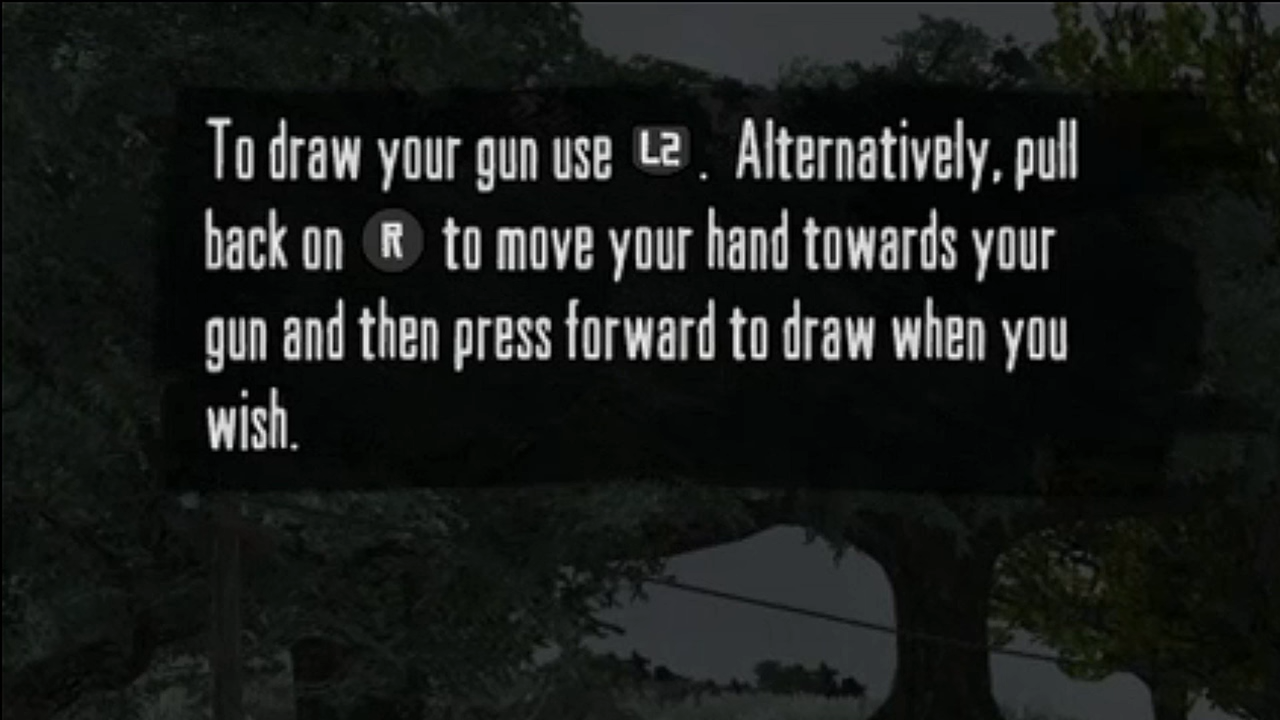 To draw your gun use L2. Alternatively, pull
back on R to move your hand towards your
gun and then press forward to draw when you
wish.